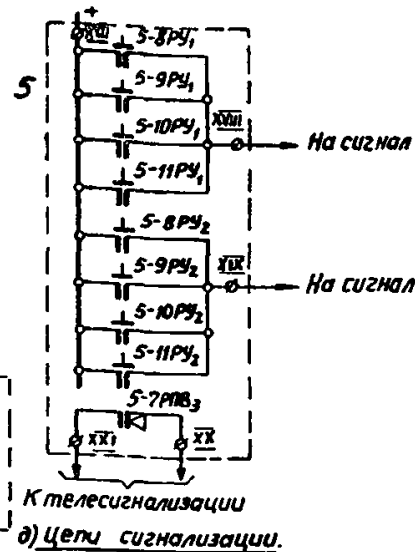 +
XXII
5-8РУ₁
5
5-9РУ₁
XVIII
5-10РУ₁
На сигнал
5-11РУ₁
5-8РУ₂
5-9РУ₂
XIX
На сигнал
5-10РУ₂
5-11РУ₂
5-7РПВ₃
XXI
XX
К телесигнализации
д) Цепи сигнализации.